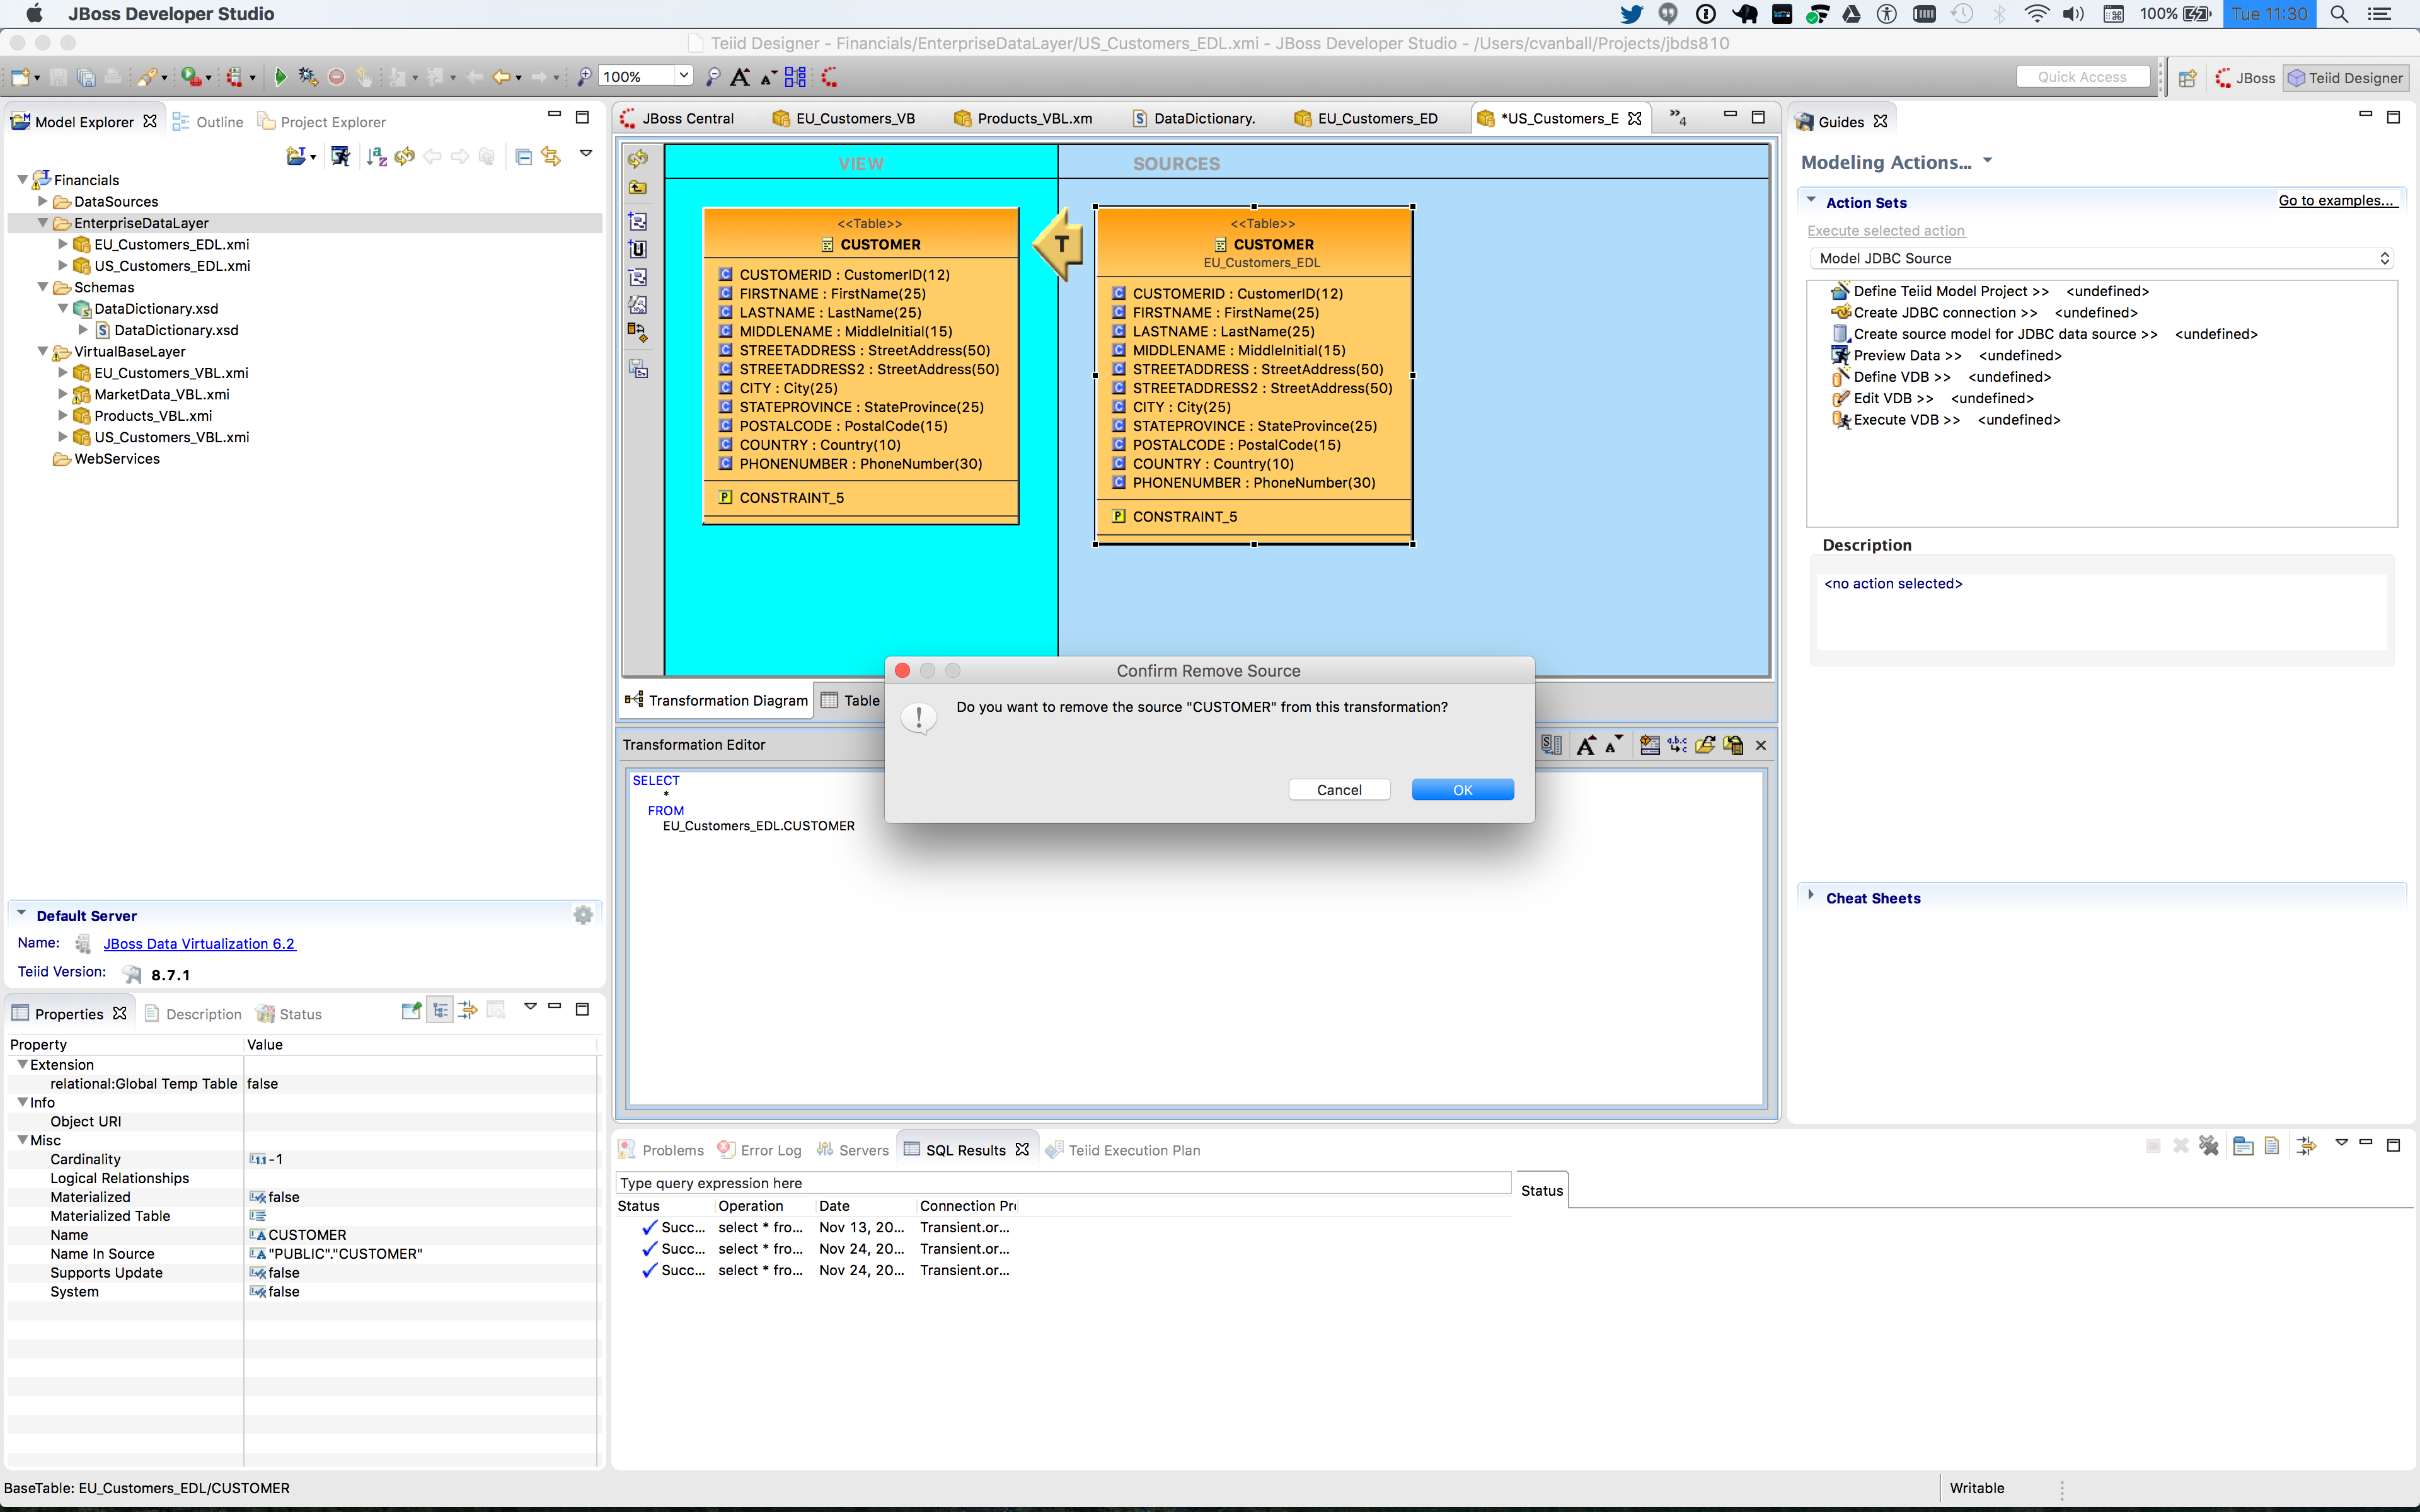 JBoss Developer Studio
100%
Tue 11:30
Teiid Designer - Financials/EnterpriseDataLayer/US_Customers_EDL.xmi - JBoss Developer Studio - /Users/cvanball/Projects/jbds810
100%
Quick Access
JBoss
Teiid Designer
Model Explorer
Outline
Project Explorer
Financials
DataSources
EnterpriseDataLayer
EU_Customers_EDL.xmi
US_Customers_EDL.xmi
Schemas
DataDictionary.xsd
DataDictionary.xsd
VirtualBaseLayer
EU_Customers_VBL.xmi
MarketData_VBL.xmi
Products_VBL.xmi
US_Customers_VBL.xmi
WebServices
Default Server
Name: JBoss Data Virtualization 6.2
Teiid Version: 8.7.1
Properties
Description
Status
Property Value
Extension
relational:Global Temp Table false
Info
Object URI
Misc
Cardinality -1
Logical Relationships
Materialized false
Materialized Table
Name CUSTOMER
Name In Source "PUBLIC"."CUSTOMER"
Supports Update false
System false
BaseTable: EU_Customers_EDL/CUSTOMER
JBoss Central
EU_Customers_VB
Products_VBL.xm
DataDictionary.
EU_Customers_ED
*US_Customers_E
»4
VIEW
SOURCES
<<Table>>
CUSTOMER
CUSTOMERID : CustomerID(12)
FIRSTNAME : FirstName(25)
LASTNAME : LastName(25)
MIDDLENAME : MiddleInitial(15)
STREETADDRESS : StreetAddress(50)
STREETADDRESS2 : StreetAddress(50)
CITY : City(25)
STATEPROVINCE : StateProvince(25)
POSTALCODE : PostalCode(15)
COUNTRY : Country(10)
PHONENUMBER : PhoneNumber(30)
CONSTRAINT_5
T
<<Table>>
CUSTOMER
EU_Customers_EDL
CUSTOMERID : CustomerID(12)
FIRSTNAME : FirstName(25)
LASTNAME : LastName(25)
MIDDLENAME : MiddleInitial(15)
STREETADDRESS : StreetAddress(50)
STREETADDRESS2 : StreetAddress(50)
CITY : City(25)
STATEPROVINCE : StateProvince(25)
POSTALCODE : PostalCode(15)
COUNTRY : Country(10)
PHONENUMBER : PhoneNumber(30)
CONSTRAINT_5
Transformation Diagram
Table
Confirm Remove Source
Do you want to remove the source "CUSTOMER" from this transformation?
Cancel
OK
Transformation Editor
SELECT
*
FROM
EU_Customers_EDL.CUSTOMER
Problems
Error Log
Servers
SQL Results
Teiid Execution Plan
Type query expression here
Status Operation Date Connection Pr
Succ... select * fro... Nov 13, 20... Transient.or...
Succ... select * fro... Nov 24, 20... Transient.or...
Succ... select * fro... Nov 24, 20... Transient.or...
Status
Writable
Guides
Modeling Actions...
Action Sets
Go to examples...
Execute selected action
Model JDBC Source
Define Teiid Model Project >> <undefined>
Create JDBC connection >> <undefined>
Create source model for JDBC data source >> <undefined>
Preview Data >> <undefined>
Define VDB >> <undefined>
Edit VDB >> <undefined>
Execute VDB >> <undefined>
Description
<no action selected>
Cheat Sheets